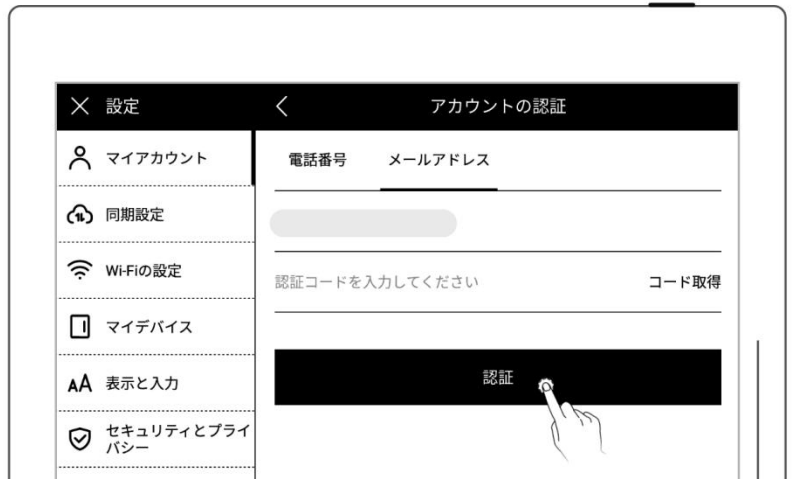 設定
アカウントの認証
マイアカウント
同期設定
Wi-Fiの設定
マイデバイス
AA 表示と入力
セキュリティとプライ
バシー
電話番号 メールアドレス
認証コードを入力してください コード取得
認証